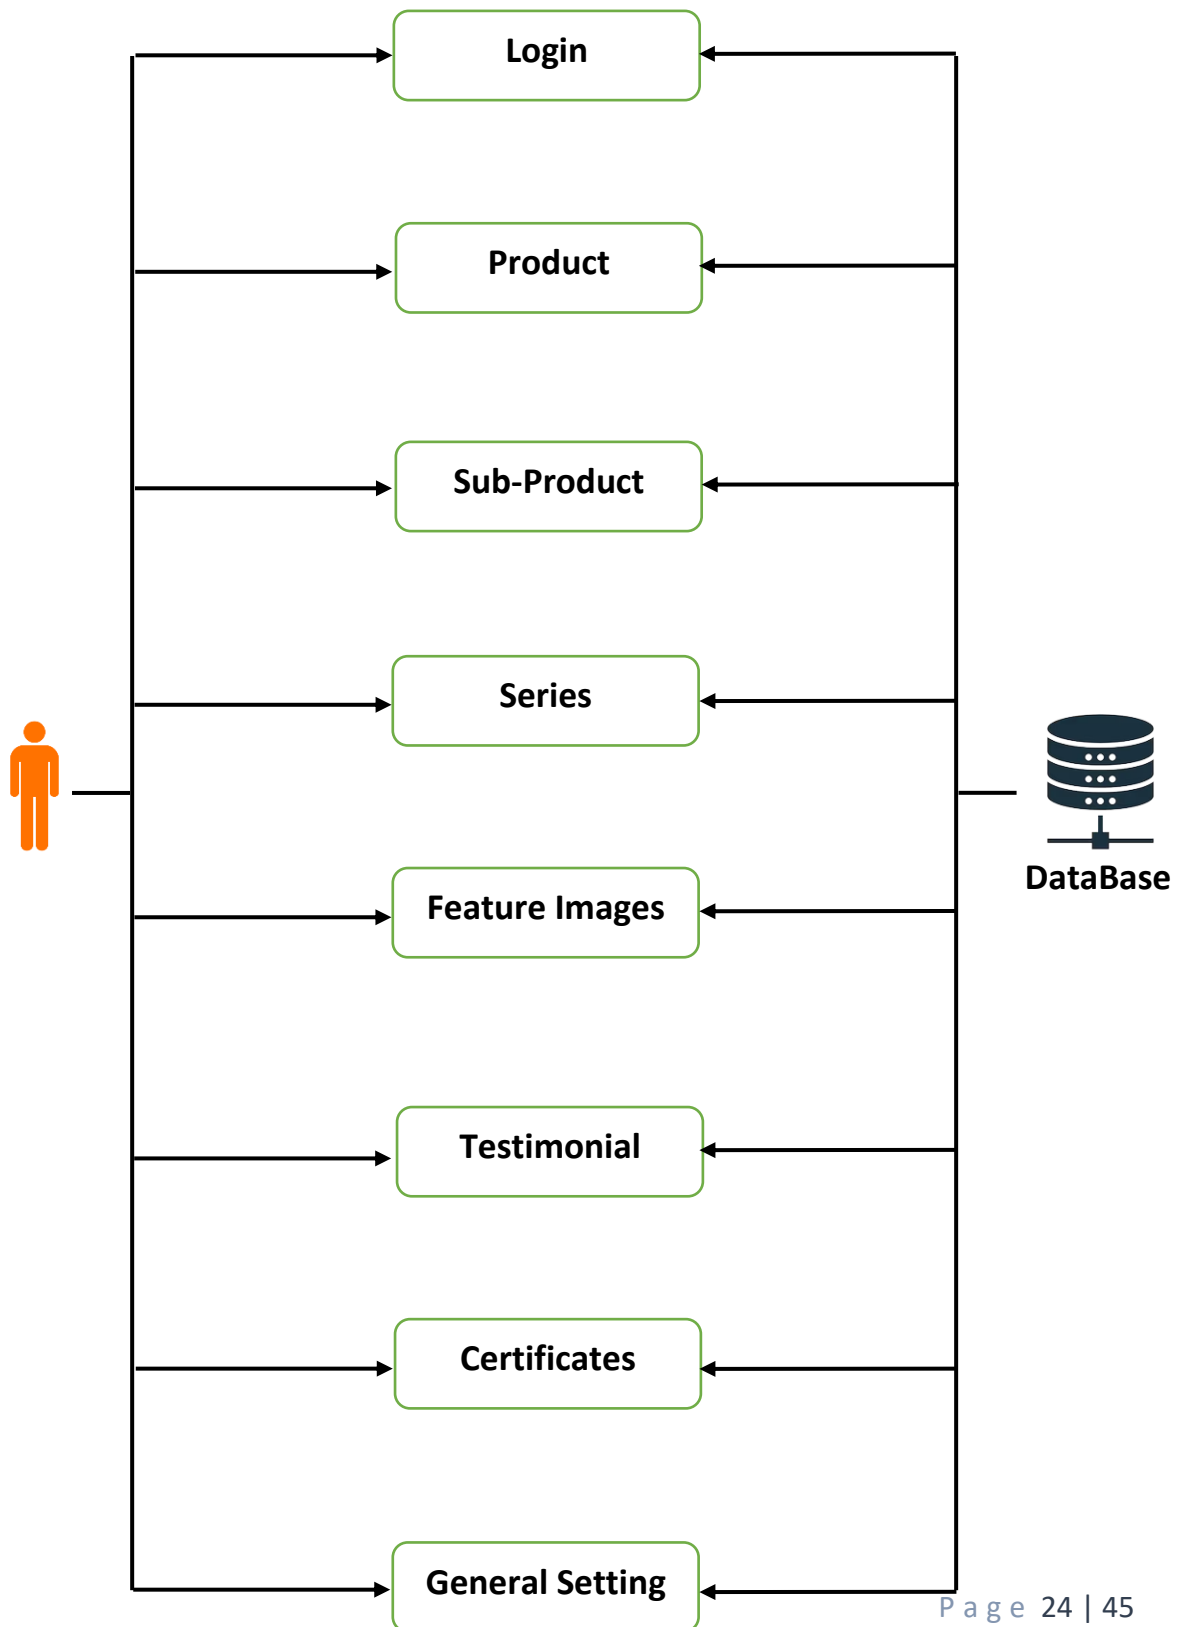 Login
Product
Sub-Product
Series
DataBase
Feature Images
Testimonial
Certificates
General Setting
Page 24 | 45